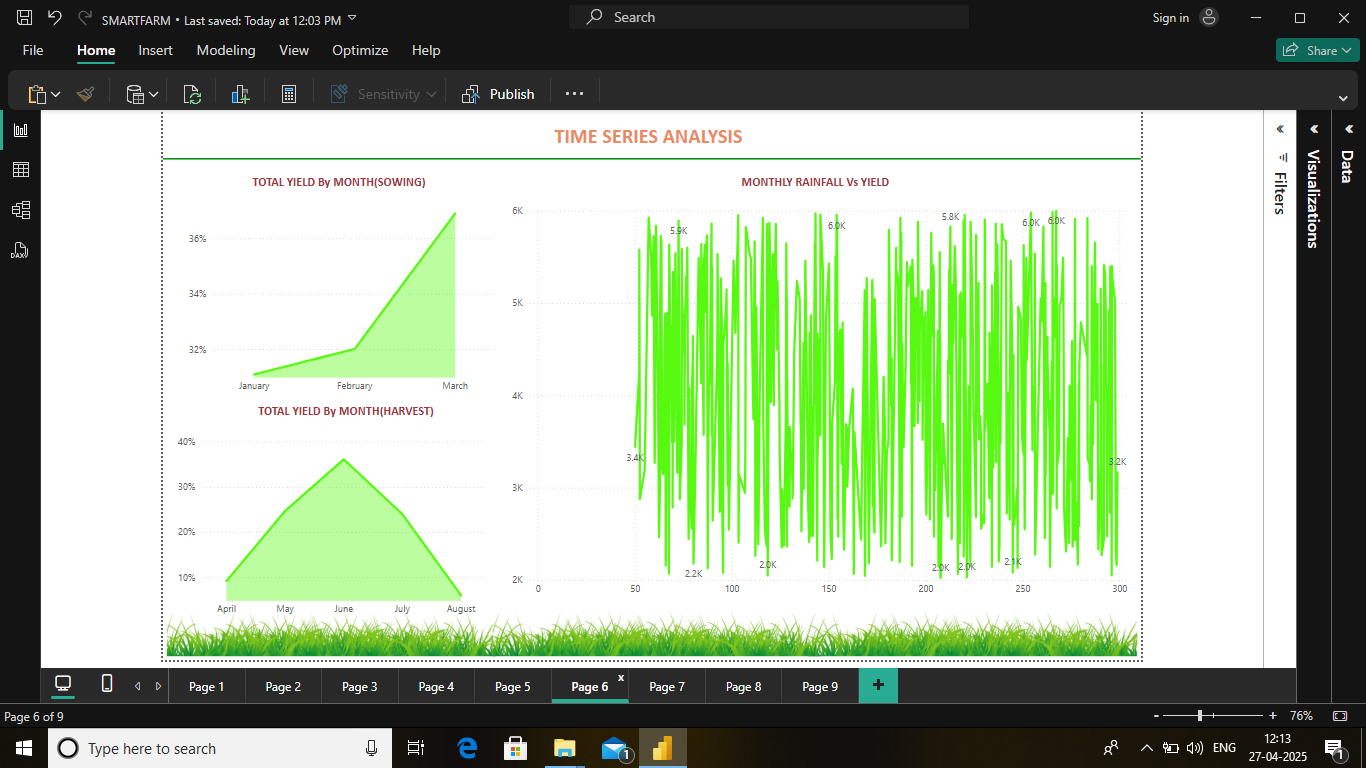 SMARTFARM • Last saved: Today at 12:03 PM
Search
Sign in
File Home Insert Modeling View Optimize Help
Share
Sensitivity
Publish
TIME SERIES ANALYSIS
TOTAL YIELD By MONTH(SOWING)
36%
34%
32%
January February March
TOTAL YIELD By MONTH(HARVEST)
40%
30%
20%
10%
April May June July August
MONTHLY RAINFALL Vs YIELD
6K
5K
4K
3K
2K
5.9K 6.0K 5.8K 6.0K 6.0K
3.4K 3.2K
2.2K 2.0K 2.0K 2.0K 2.1K
0 50 100 150 200 250 300
Filters
Visualizations
Data
DAX
Page 1 Page 2 Page 3 Page 4 Page 5 Page 6 x Page 7 Page 8 Page 9 +
Page 6 of 9
- + 76%
Type here to search
1
ENG
12:13
27-04-2025
1